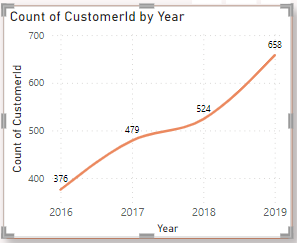 Count of CustomerId by Year
700
658
600
524
500
479
400
376
Count of CustomerId
2016 2017 2018 2019
Year